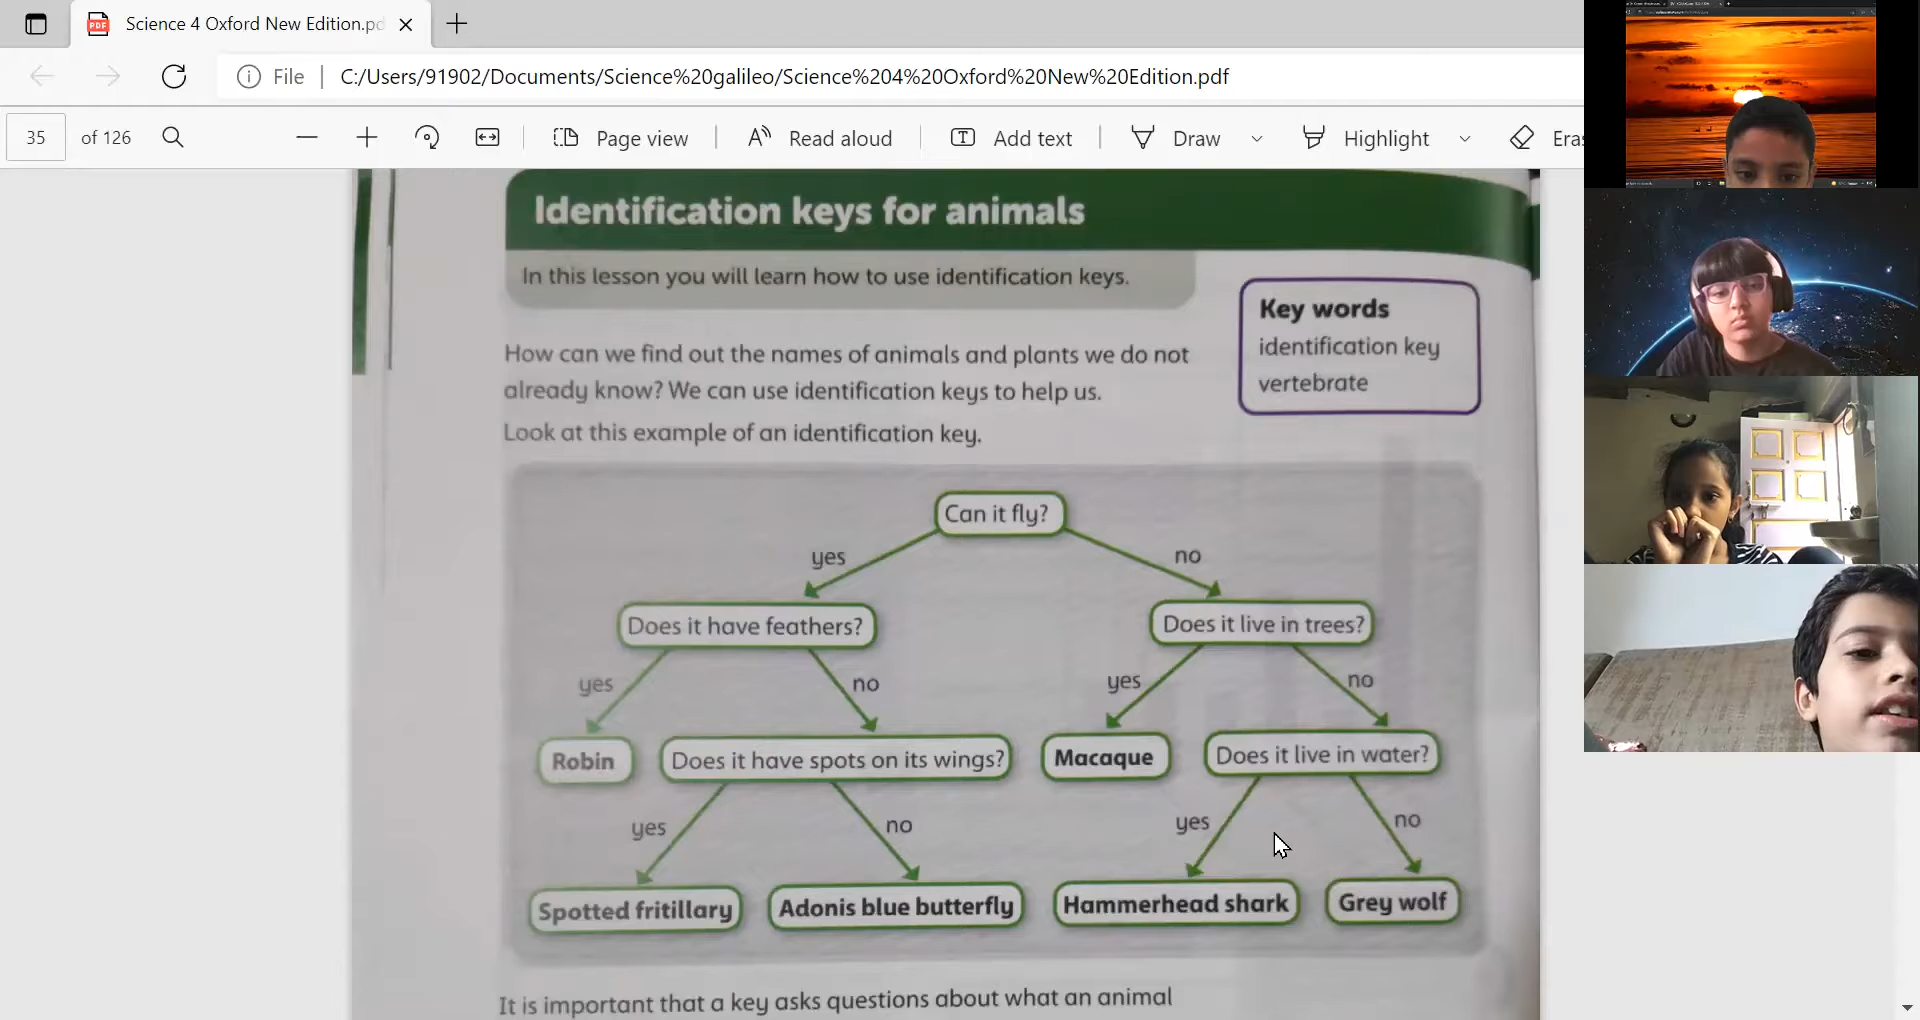 Science 4 Oxford New Edition.pd
File
C:/Users/91902/Documents/Science%20galileo/Science%204%20Oxford%20New%20Edition.pdf
35 of 126
Page view
Read aloud
Add text
Draw
Highlight
Eras
Identification keys for animals
In this lesson you will learn how to use identification keys.
Key words
identification key
vertebrate
How can we find out the names of animals and plants we do not
already know? We can use identification keys to help us.
Look at this example of an identification key.
Can it fly?
yes
no
Does it have feathers?
Does it live in trees?
yes
no
yes
no
Robin
Does it have spots on its wings?
Macaque
Does it live in water?
yes
no
yes
no
Spotted fritillary
Adonis blue butterfly
Hammerhead shark
Grey wolf
It is important that a key asks questions about what an animal